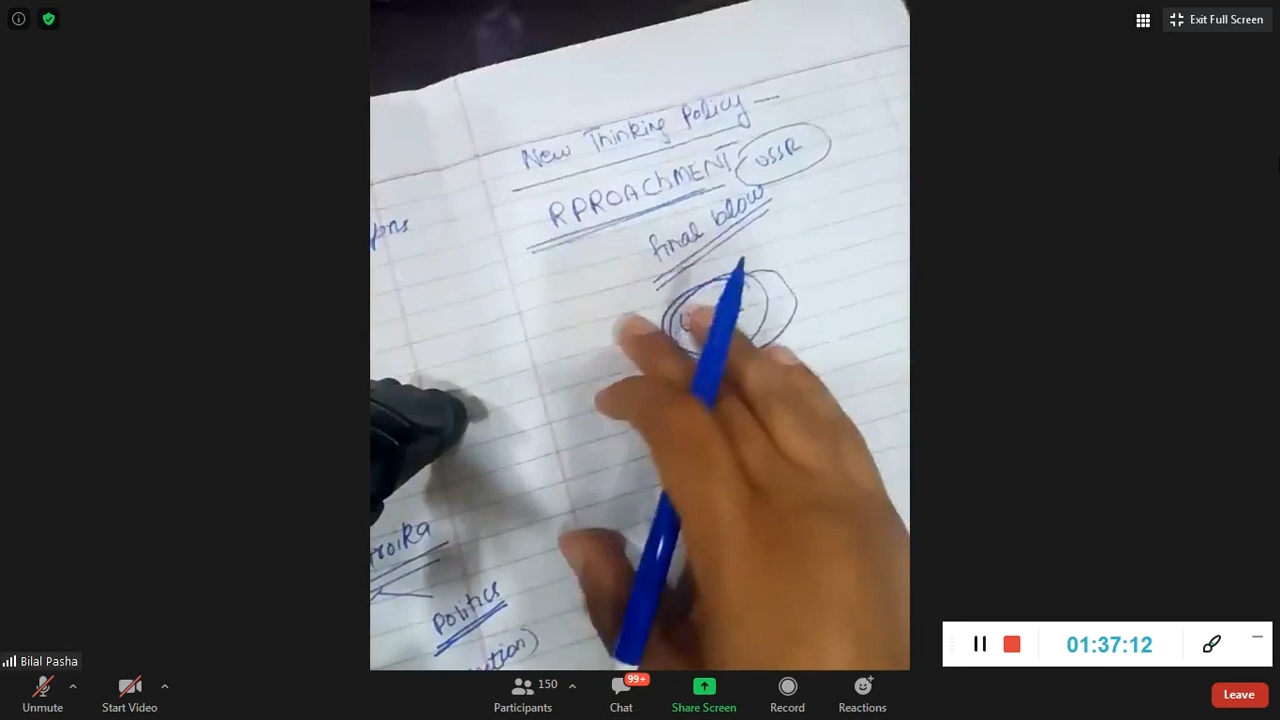 Exit Full Screen
New Thinking Policy —
RPROAChMENT
USSR
final blow
Politics
01:37:12
Bilal Pasha
Unmute
Start Video
150
Participants
99+
Chat
Share Screen
Record
Reactions
Leave